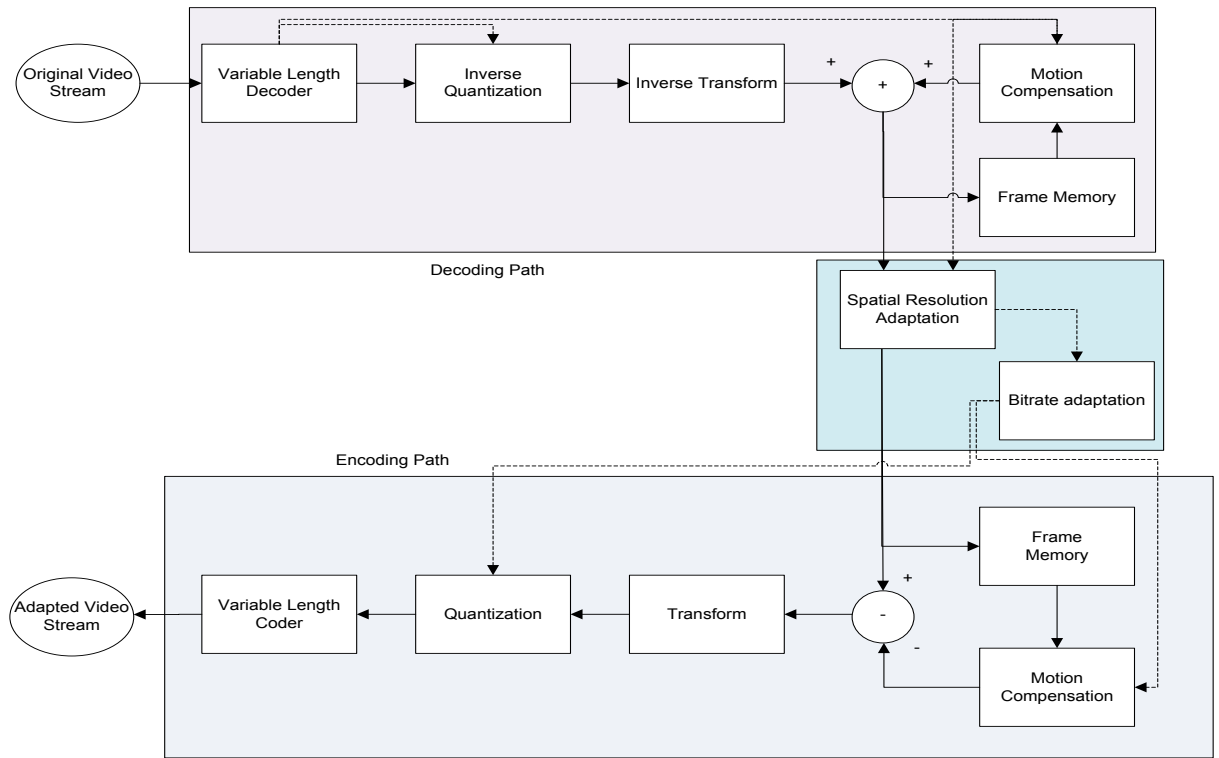 Original Video
Stream
Variable Length
Decoder
Inverse
Quantization
Inverse Transform
+
+
+
Motion
Compensation
Frame Memory
Decoding Path
Spatial Resolution
Adaptation
Bitrate adaptation
Encoding Path
Frame
Memory
Adapted Video
Stream
Variable Length
Coder
Quantization
Transform
+
-
-
Motion
Compensation